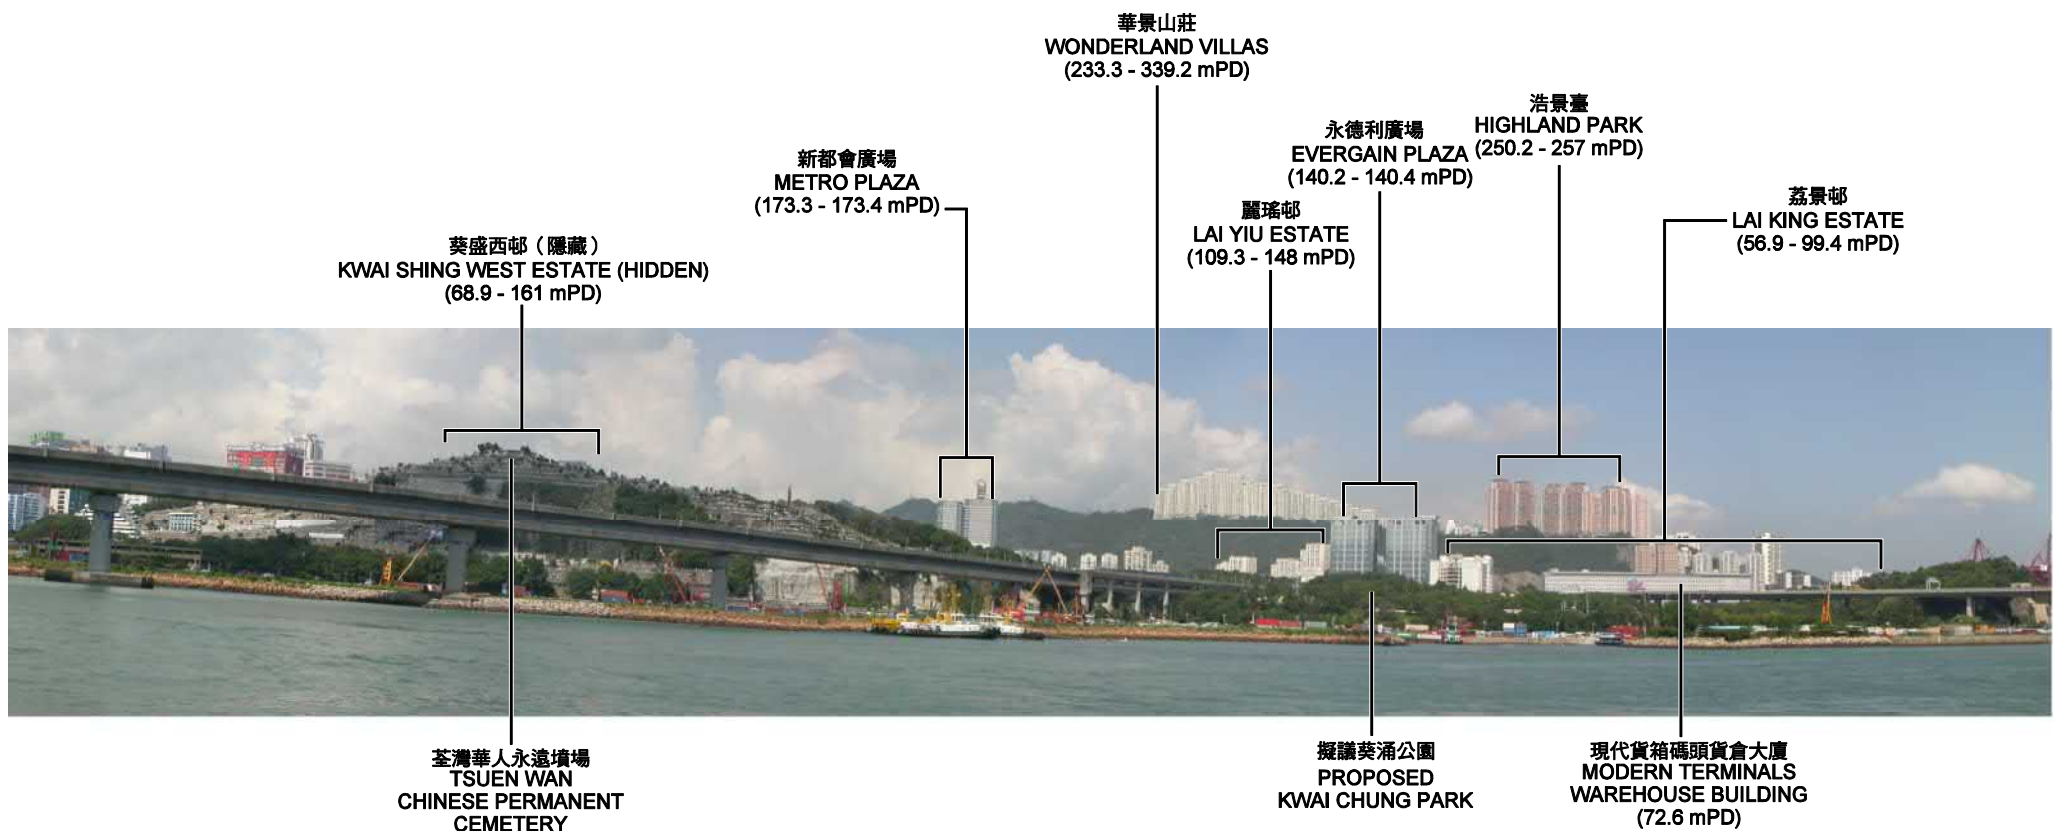 華景山莊
WONDERLAND VILLAS
(233.3 - 339.2 mPD)
浩景臺
HIGHLAND PARK
(250.2 - 257 mPD)
永德利廣場
EVERGAIN PLAZA
(140.2 - 140.4 mPD)
新都會廣場
METRO PLAZA
(173.3 - 173.4 mPD)
荔景邨
LAI KING ESTATE
(56.9 - 99.4 mPD)
麗瑤邨
LAI YIU ESTATE
(109.3 - 148 mPD)
葵盛西邨（隱藏）
KWAI SHING WEST ESTATE (HIDDEN)
(68.9 - 161 mPD)
荃灣華人永遠墳場
TSUEN WAN
CHINESE PERMANENT
CEMETERY
擬議葵涌公園
PROPOSED
KWAI CHUNG PARK
現代貨箱碼頭貨倉大廈
MODERN TERMINALS
WAREHOUSE BUILDING
(72.6 mPD)